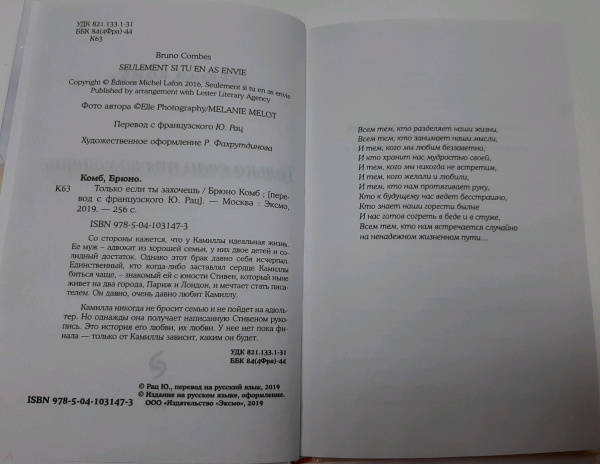 УДК 821.133.1-31
ББК 84(4Фра)-44
К63
Bruno Combes
SEULEMENT SI TU EN AS ENVIE
Copyright © Éditions Michel Lafon 2016, Seulement si tu en as envie
Published by arrangement with Lester Literary Agency
Фото автора ©Elle Photography/MELANIE MELOT
Перевод с французского Ю. Рац
Художественное оформление Р. Фахрутдинова
Комб, Брюно.
К63 Только если ты захочешь / Брюно Комб ; [пере-
вод с французского Ю. Рац]. — Москва : Эксмо,
2019. — 256 с.
ISBN 978-5-04-103147-3
Со стороны кажется, что у Камиллы идеальная жизнь.
Ее муж – адвокат из хорошей семьи, у них двое детей и со-
лидный достаток. Однако этот брак давно себя исчерпал.
Единственный, кто когда-либо заставлял сердце Камиллы
биться чаще, – знакомый ей с юности Стивен, который ныне
живет на два города, Париж и Лондон, и мечтает стать писа-
телем. Он давно, очень давно любит Камиллу.
Камилла никогда не бросит семью и не пойдет на адюль-
тер. Но однажды она получает написанную Стивеном руко-
пись. Это история его любви, их любви. У нее нет пока фи-
нала — только от Камиллы зависит, каким он будет.
УДК 821.133.1-31
ББК 84(4Фра)-44
© Рац Ю., перевод на русский язык, 2019
© Издание на русском языке, оформление.
ISBN 978-5-04-103147-3 ООО «Издательство «Эксмо», 2019
Всем тем, кто разделяет наши жизни,
Всем тем, кто занимает наши мысли,
И тем, кого мы любим беззаветно,
И кто хранит нас мудростью своей,
И тем, кого мы никогда не встретим,
И тем, кого желали и любили,
И тем, кто нам протягивает руку,
Кто к будущему нас ведет бесстрашно,
Кто знает наши горести былые
И нас готов согреть в беде и в стуже,
Всем тем, кто нам встречается случайно
на ненадежном жизненном пути…